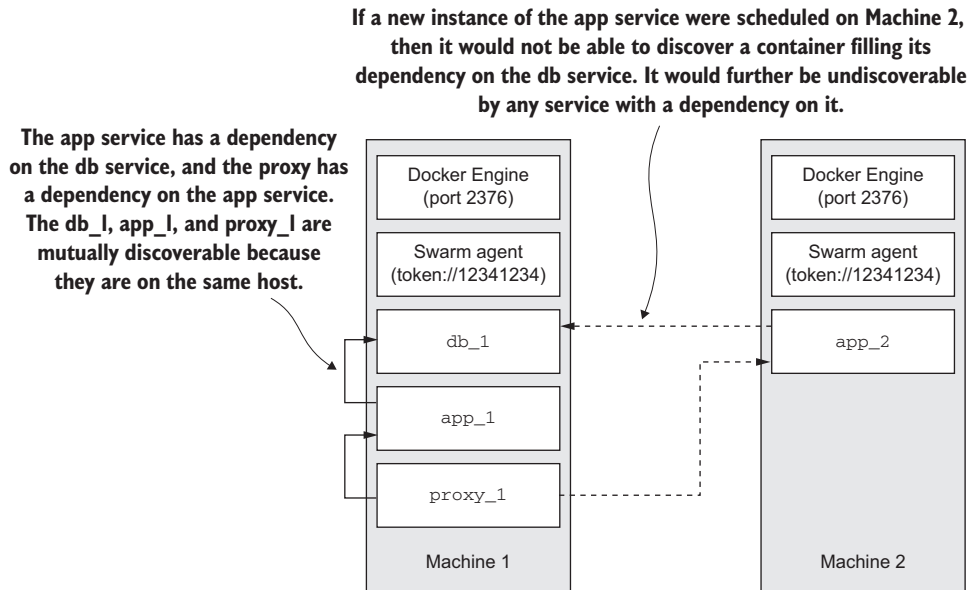 If a new instance of the app service were scheduled on Machine 2,
then it would not be able to discover a container filling its
dependency on the db service. It would further be undiscoverable
by any service with a dependency on it.
The app service has a dependency
on the db service, and the proxy has
a dependency on the app service.
The db_1, app_1, and proxy_1 are
mutually discoverable because
they are on the same host.
Docker Engine
(port 2376)
Swarm agent
(token://12341234)
db_1
app_1
proxy_1
Machine 1
Docker Engine
(port 2376)
Swarm agent
(token://12341234)
app_2
Machine 2